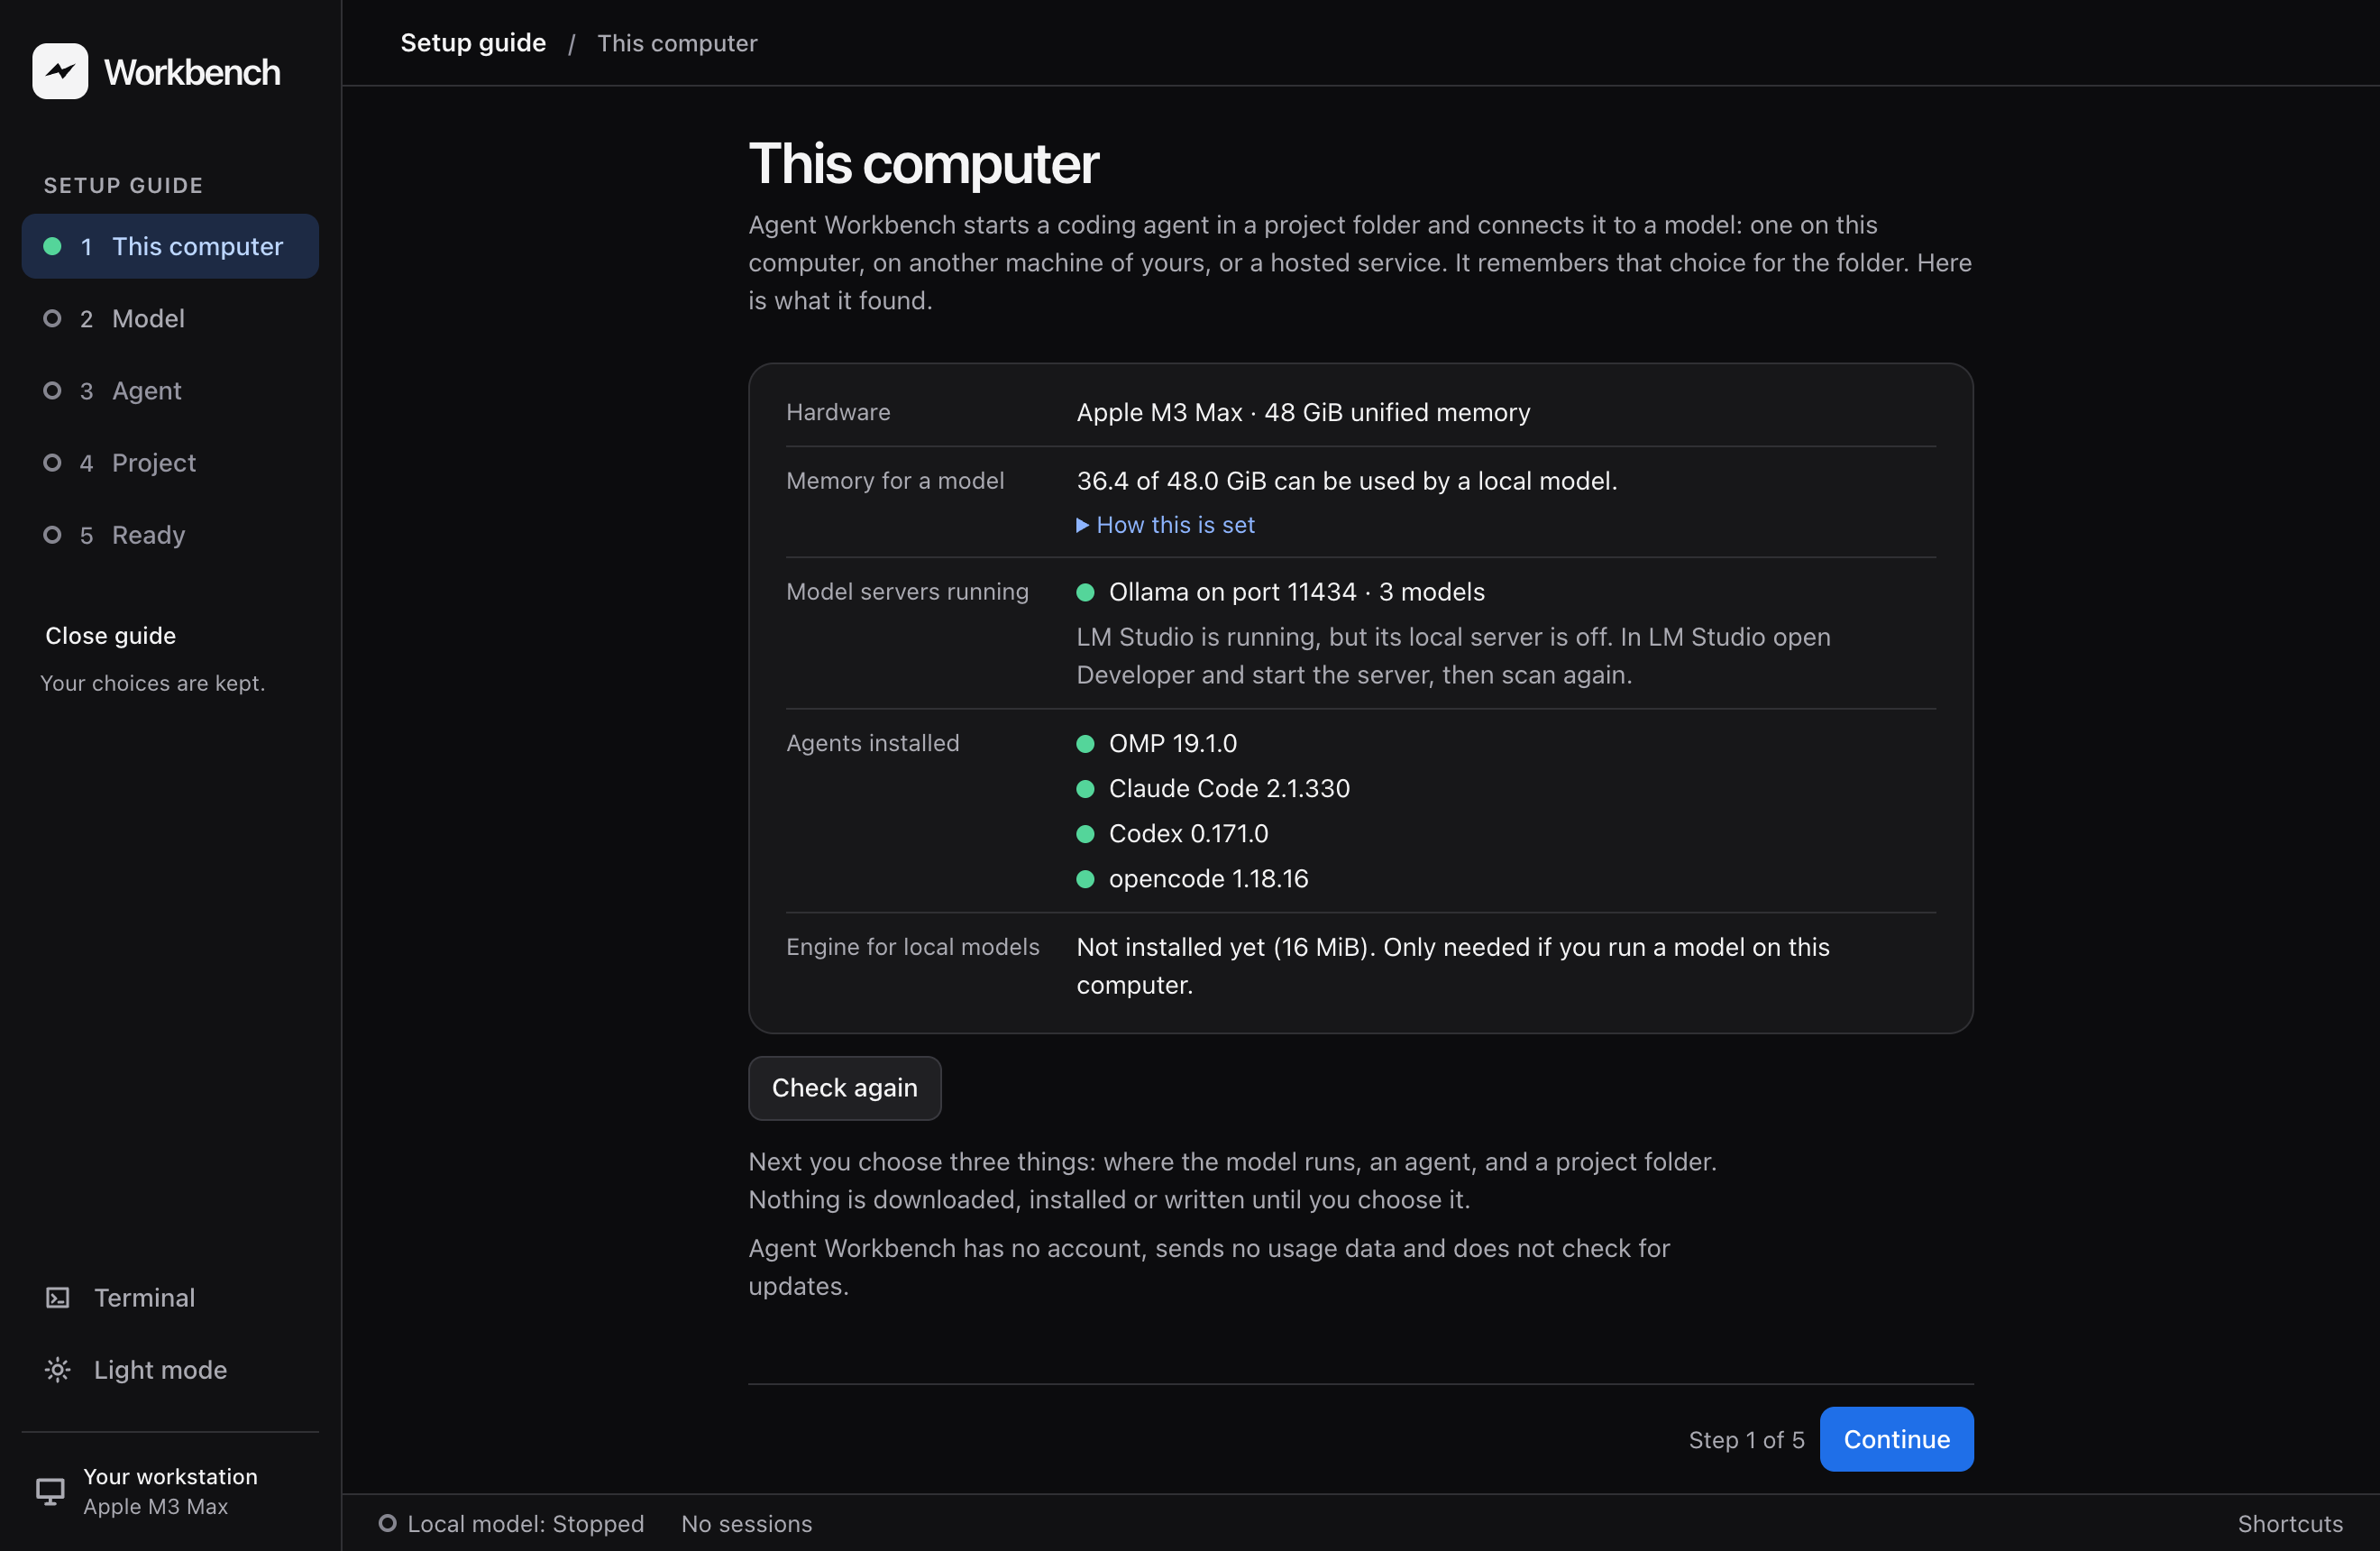 Workbench
SETUP GUIDE
1 This computer
2 Model
3 Agent
4 Project
5 Ready
Close guide
Your choices are kept.
Terminal
Light mode
Your workstation
Apple M3 Max
Setup guide / This computer
This computer
Agent Workbench starts a coding agent in a project folder and connects it to a model: one on this
computer, on another machine of yours, or a hosted service. It remembers that choice for the folder. Here
is what it found.
Hardware Apple M3 Max · 48 GiB unified memory
Memory for a model 36.4 of 48.0 GiB can be used by a local model.
How this is set
Model servers running Ollama on port 11434 · 3 models
LM Studio is running, but its local server is off. In LM Studio open
Developer and start the server, then scan again.
Agents installed OMP 19.1.0
Claude Code 2.1.330
Codex 0.171.0
opencode 1.18.16
Engine for local models Not installed yet (16 MiB). Only needed if you run a model on this
computer.
Check again
Next you choose three things: where the model runs, an agent, and a project folder.
Nothing is downloaded, installed or written until you choose it.
Agent Workbench has no account, sends no usage data and does not check for
updates.
Step 1 of 5 Continue
Local model: Stopped No sessions Shortcuts